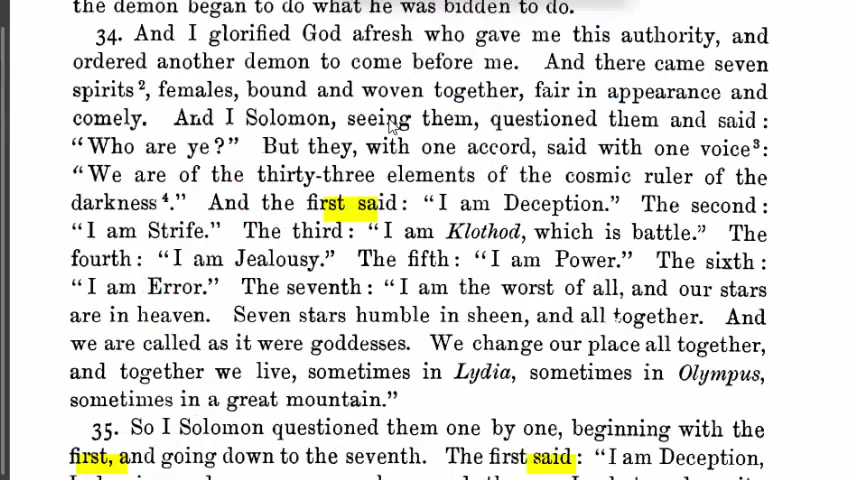 the demon began to do what he was bidden to do.
34. And I glorified God afresh who gave me this authority, and
ordered another demon to come before me. And there came seven
spirits², females, bound and woven together, fair in appearance and
comely. And I Solomon, seeing them, questioned them and said :
“Who are ye?” But they, with one accord, said with one voice³:
“We are of the thirty-three elements of the cosmic ruler of the
darkness⁴.” And the first said: “I am Deception.” The second:
“I am Strife.” The third: “I am Klothod, which is battle.” The
fourth: “I am Jealousy.” The fifth: “I am Power.” The sixth:
“I am Error.” The seventh: “I am the worst of all, and our stars
are in heaven. Seven stars humble in sheen, and all together. And
we are called as it were goddesses. We change our place all together,
and together we live, sometimes in Lydia, sometimes in Olympus,
sometimes in a great mountain.”
35. So I Solomon questioned them one by one, beginning with the
first, and going down to the seventh. The first said: “I am Deception,